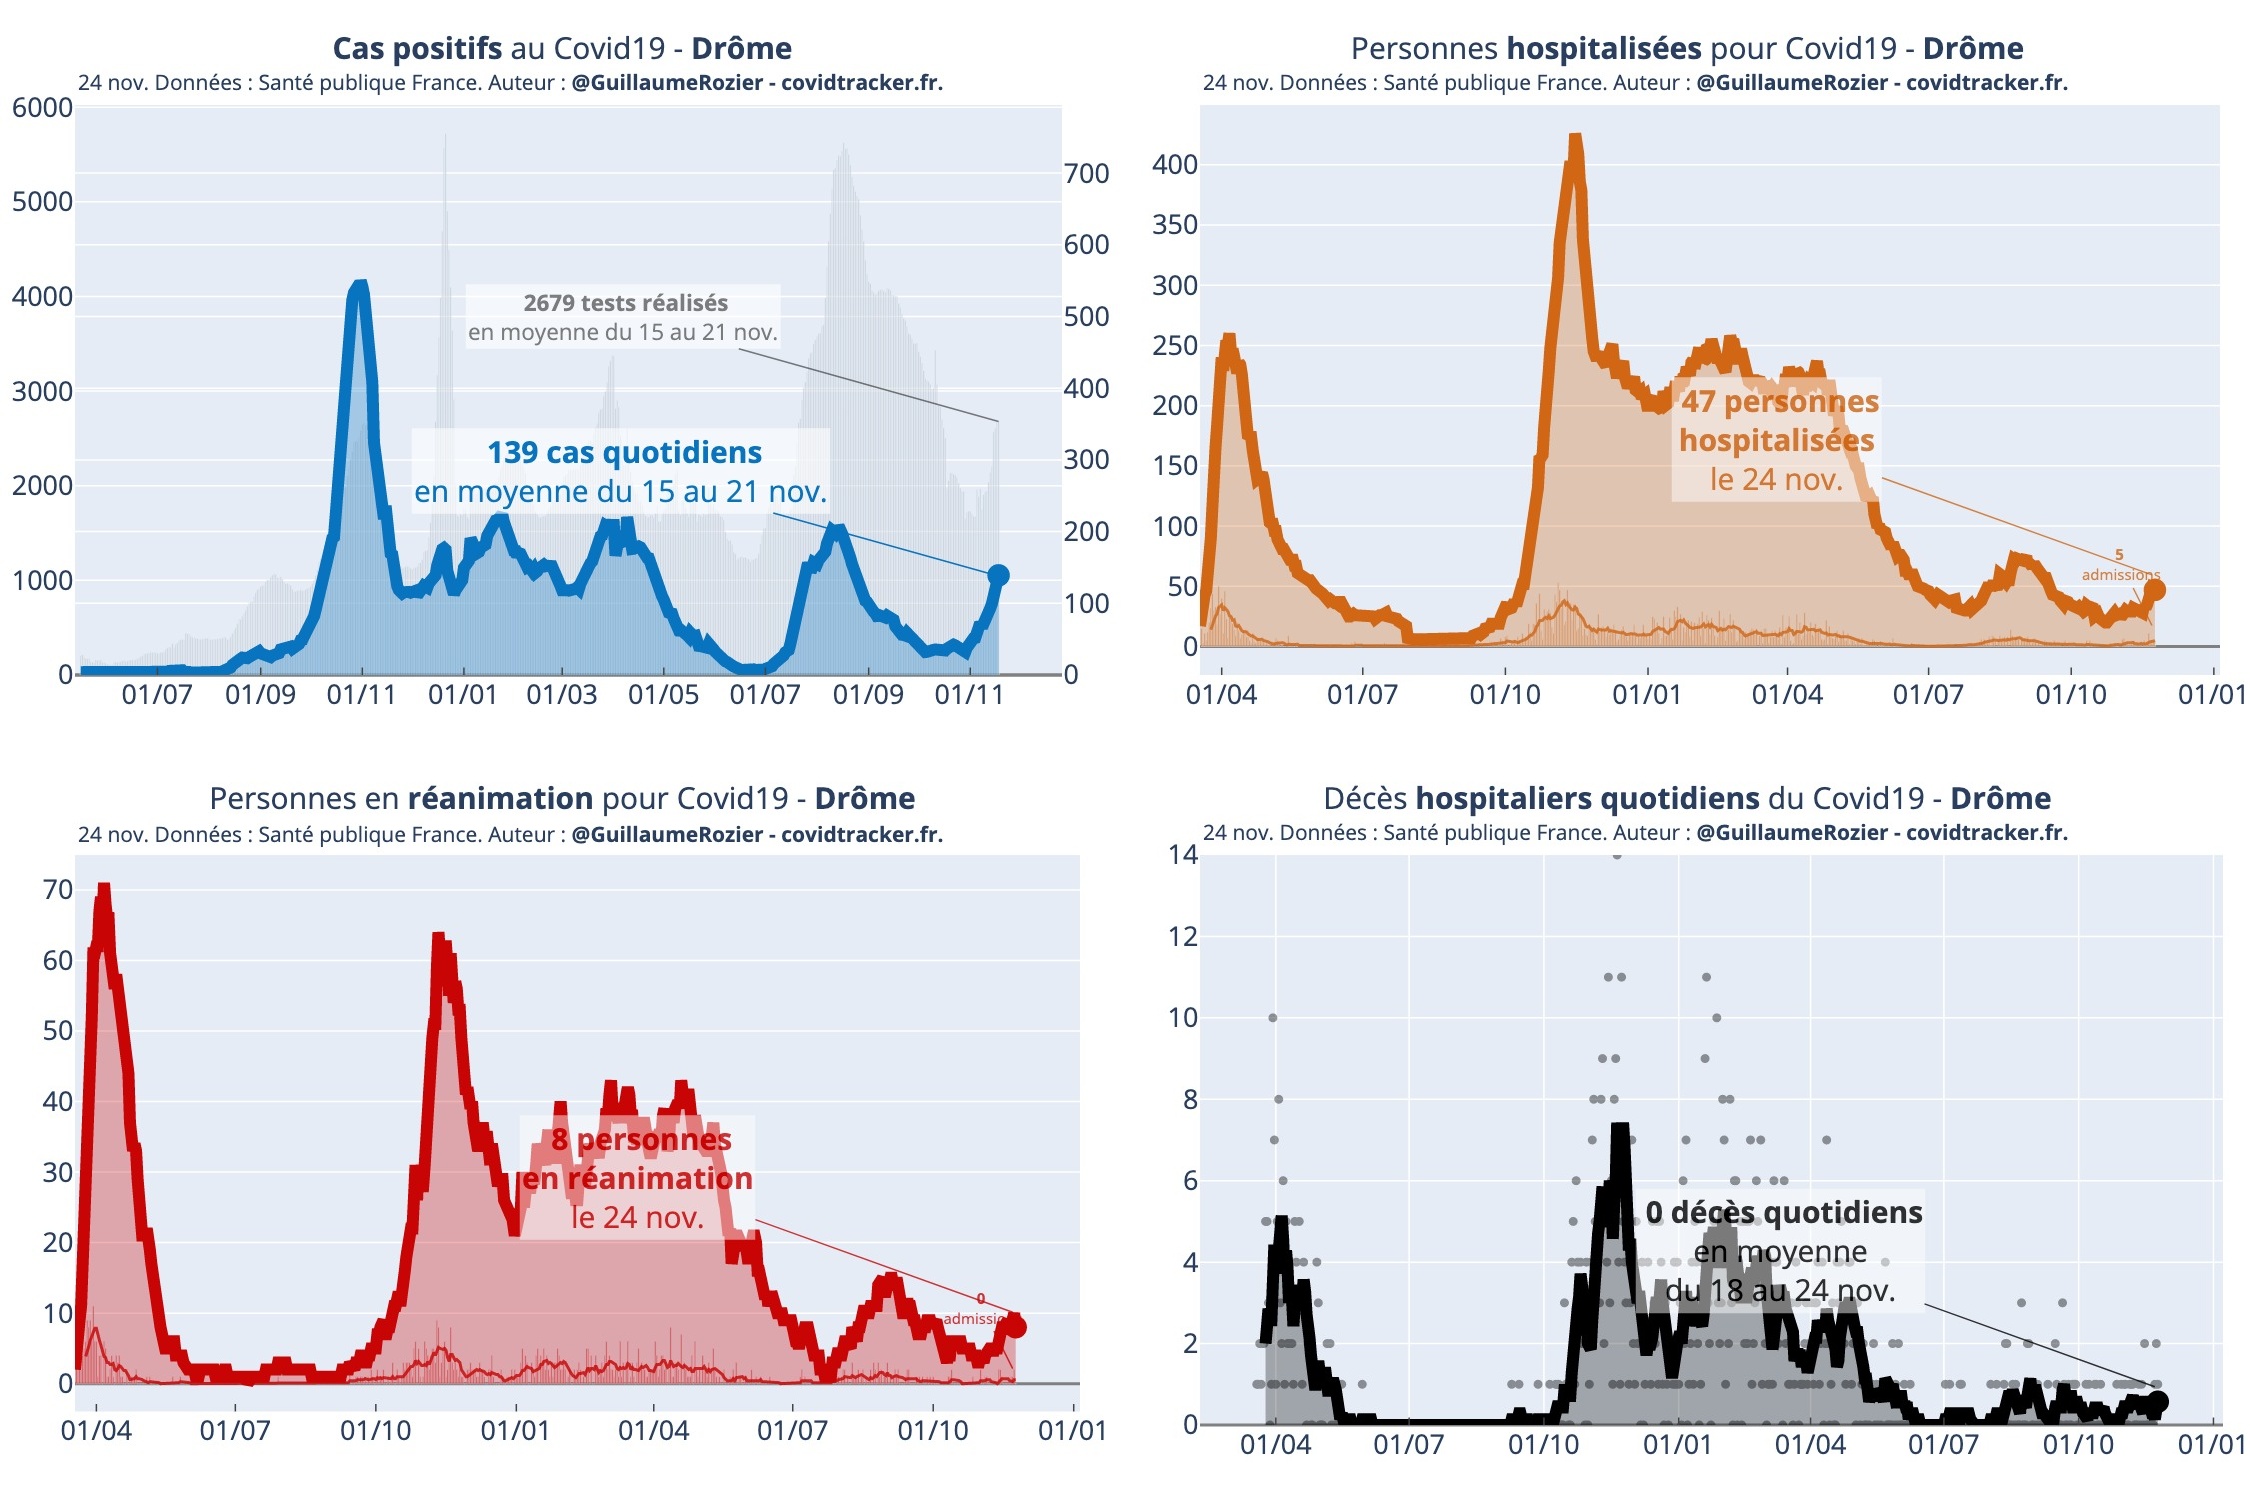 Cas positifs au Covid19 - Drôme
24 nov. Données : Santé publique France. Auteur : @GuillaumeRozier - covidtracker.fr.
6000
5000
4000
3000
2000
1000
0
700
600
500
400
300
200
100
0
2679 tests réalisés
en moyenne du 15 au 21 nov.
139 cas quotidiens
en moyenne du 15 au 21 nov.
01/07 01/09 01/11 01/01 01/03 01/05 01/07 01/09 01/11
Personnes hospitalisées pour Covid19 - Drôme
24 nov. Données : Santé publique France. Auteur : @GuillaumeRozier - covidtracker.fr.
400
350
300
250
200
150
100
50
0
47 personnes
hospitalisées
le 24 nov.
5
admissions
01/04 01/07 01/10 01/01 01/04 01/07 01/10 01/01
Personnes en réanimation pour Covid19 - Drôme
24 nov. Données : Santé publique France. Auteur : @GuillaumeRozier - covidtracker.fr.
70
60
50
40
30
20
10
0
8 personnes
en réanimation
le 24 nov.
0
01/04 01/07 01/10 01/01 01/04 01/07 01/10 01/01
Décès hospitaliers quotidiens du Covid19 - Drôme
24 nov. Données : Santé publique France. Auteur : @GuillaumeRozier - covidtracker.fr.
14
12
10
8
6
4
2
0
0 décès quotidiens
en moyenne
du 18 au 24 nov.
01/04 01/07 01/10 01/01 01/04 01/07 01/10 01/01